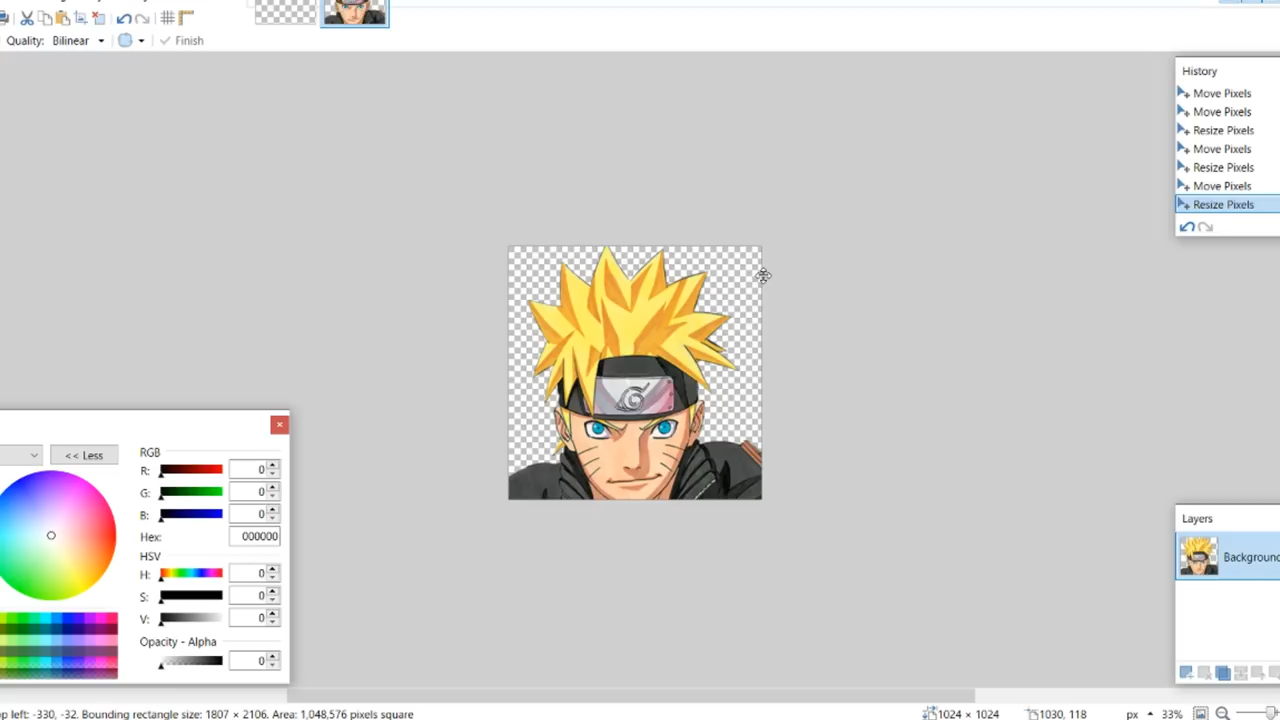 Quality: Bilinear
Finish
History
Move Pixels
Move Pixels
Resize Pixels
Move Pixels
Resize Pixels
Move Pixels
Resize Pixels
<< Less
RGB
R: 0
G: 0
B: 0
Hex: 000000
HSV
H: 0
S: 0
V: 0
Opacity - Alpha
0
Layers
Background
op left: -330, -32. Bounding rectangle size: 1807 × 2106. Area: 1,048,576 pixels square
1024 × 1024
1030, 118
px
33%